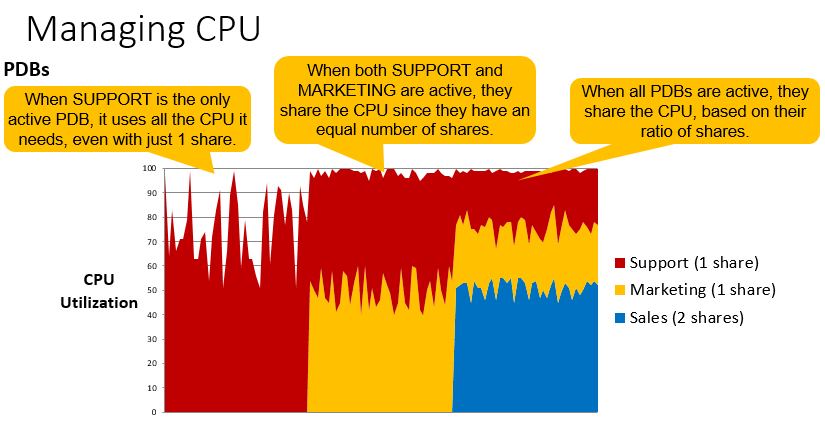 Managing CPU
PDBs
When SUPPORT is the only
active PDB, it uses all the CPU it
needs, even with just 1 share.
When both SUPPORT and
MARKETING are active, they
share the CPU since they have an
equal number of shares.
When all PDBs are active, they
share the CPU, based on their
ratio of shares.
CPU
Utilization
100
90
80
70
60
50
40
30
20
10
0
Support (1 share)
Marketing (1 share)
Sales (2 shares)